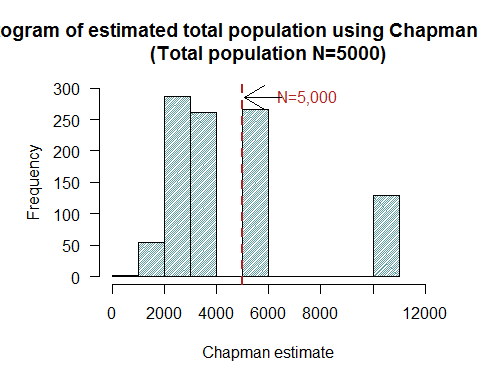 ogram of estimated total population using Chapman
(Total population N=5000)
N=5,000
Frequency
300
250
200
150
100
50
0
0 2000 4000 6000 8000 12000
Chapman estimate